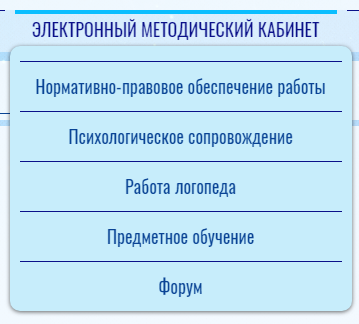 ЭЛЕКТРОННЫЙ МЕТОДИЧЕСКИЙ КАБИНЕТ
Нормативно-правовое обеспечение работы
Психологическое сопровождение
Работа логопеда
Предметное обучение
Форум